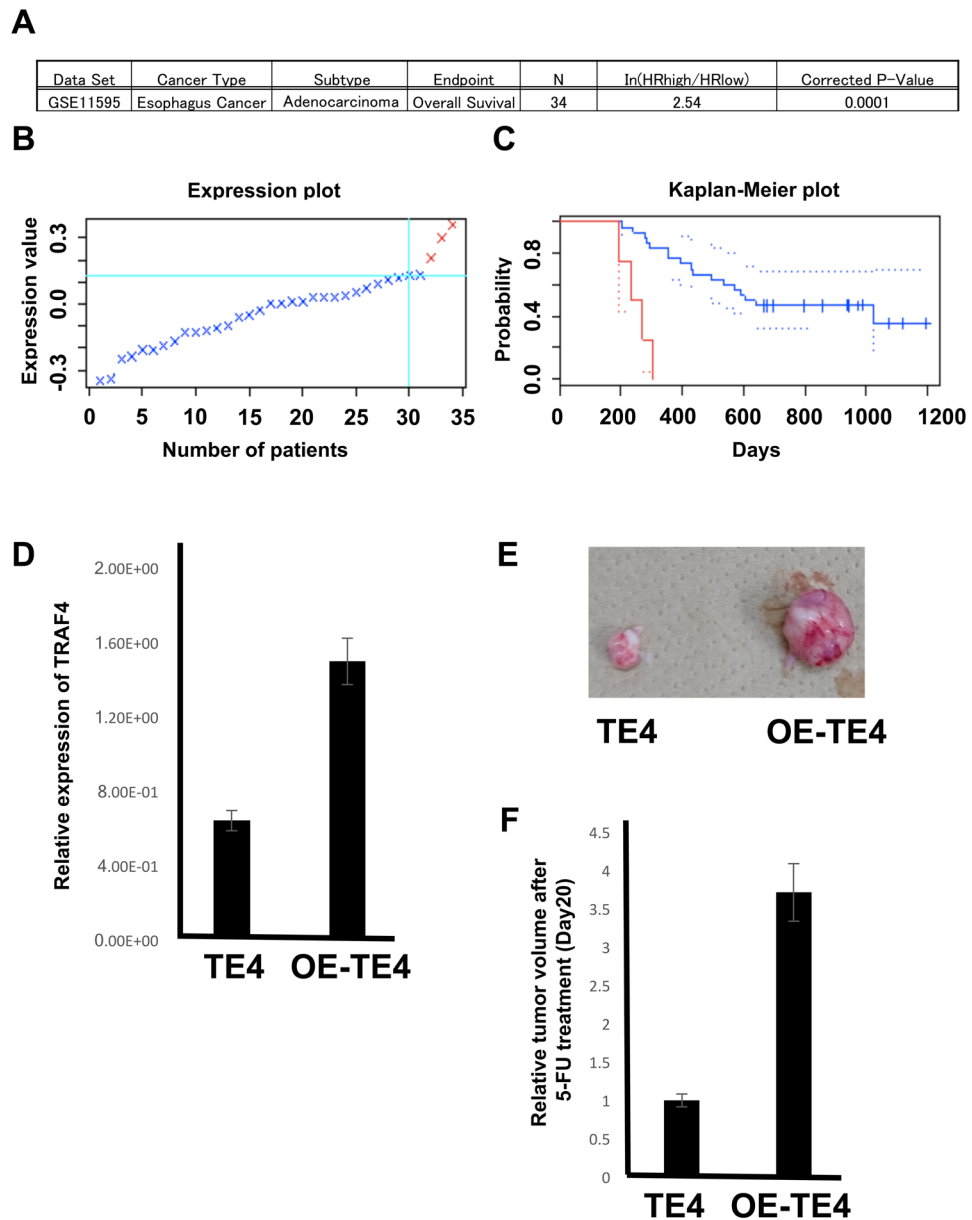 A
Data Set Cancer Type Subtype Endpoint N In(HRhigh/HRlow) Corrected P-Value
GSE11595 Esophagus Cancer Adenocarcinoma Overall Suvival 34 2.54 0.0001
B
Expression plot
Expression value
0.3
0.0
-0.3
0 5 10 15 20 25 30 35
Number of patients
C
Kaplan-Meier plot
Probability
0.8
0.4
0.0
0 200 400 600 800 1000 1200
Days
D
Relative expression of TRAF4
2.00E+00
1.60E+00
1.20E+00
8.00E-01
4.00E-01
0.00E+00
TE4 OE-TE4
E
TE4 OE-TE4
F
Relative tumor volume after
5-FU treatment (Day20)
4.5
4
3.5
3
2.5
2
1.5
1
0.5
0
TE4 OE-TE4